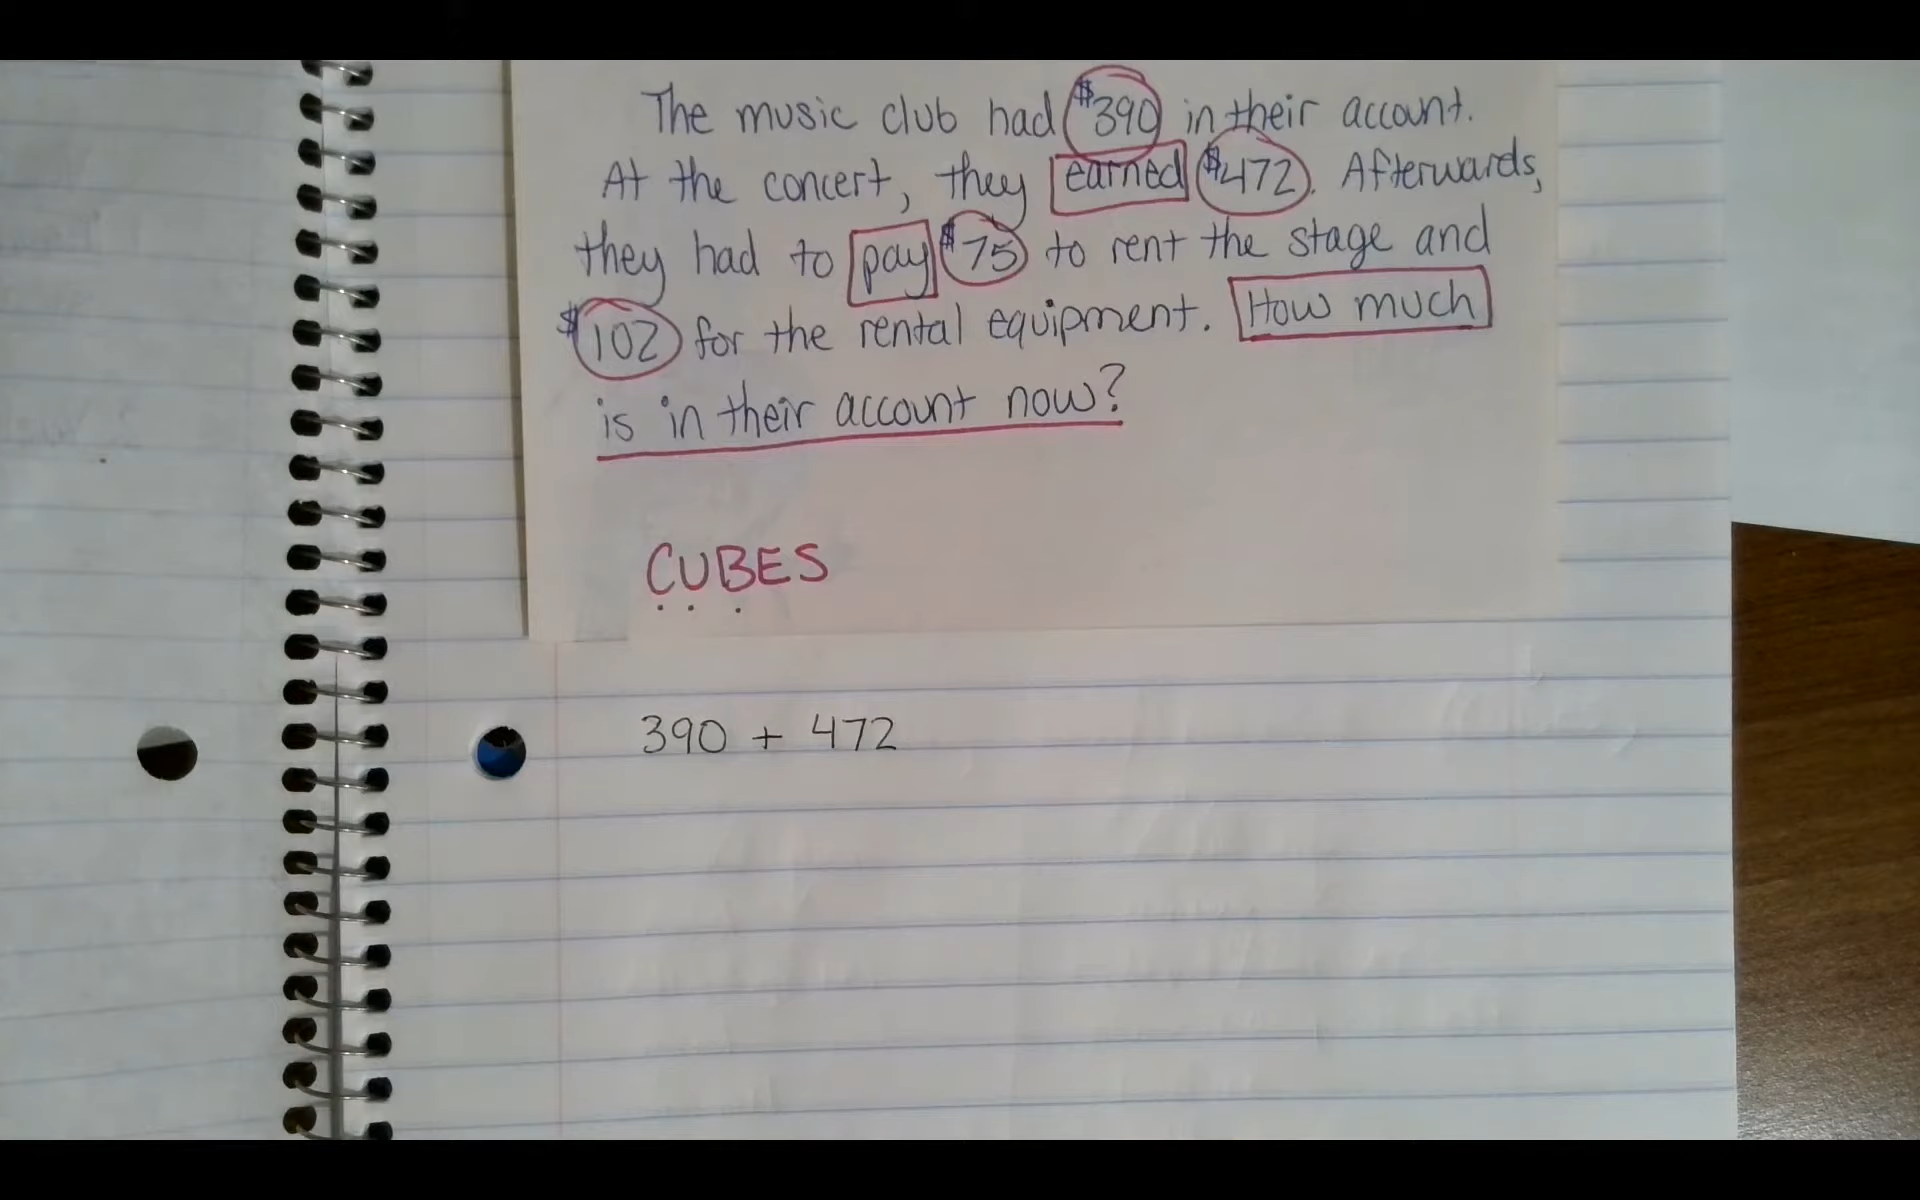 The music club had $390 in their account.
At the concert, they earned $472. Afterwards,
they had to pay $75 to rent the stage and
$102 for the rental equipment. How much
is in their account now?
CUBES
390 + 472